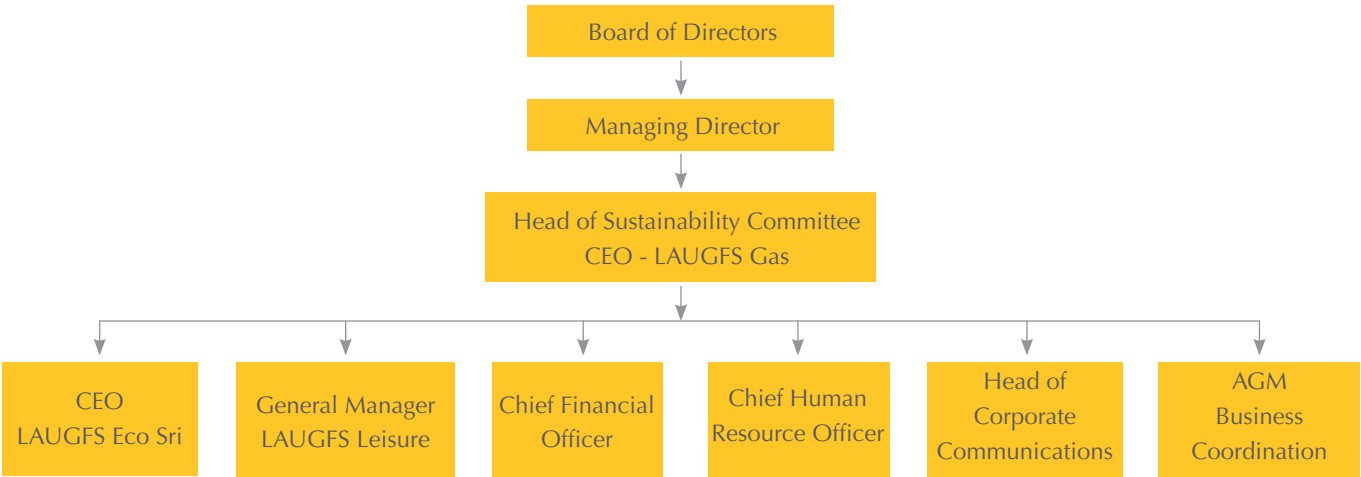 Board of Directors
Managing Director
Head of Sustainability Committee
CEO - LAUGFS Gas
CEO
LAUGFS Eco Sri
General Manager
LAUGFS Leisure
Chief Financial
Officer
Chief Human
Resource Officer
Head of
Corporate
Communications
AGM
Business
Coordination